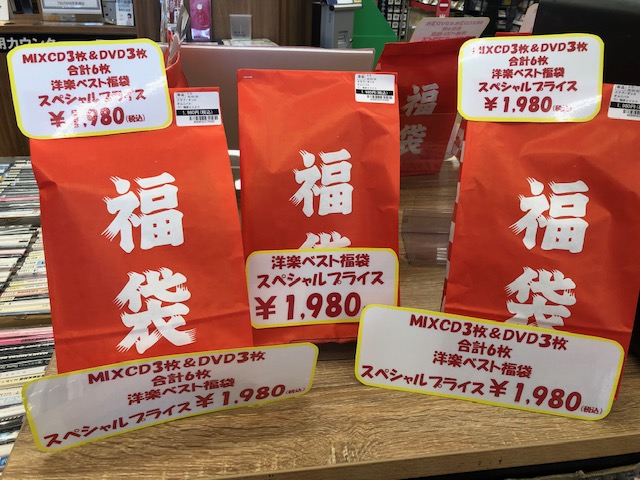 MIXCD3枚&DVD3枚
合計6枚
洋楽ベスト福袋
スペシャルプライス
¥1,980(税込)
福袋
MIXCD3枚&DVD3枚
合計6枚
洋楽ベスト福袋
スペシャルプライス ¥1,980(税込)
1,980円(税込)
福
洋楽ベスト福袋
スペシャルプライス
¥1,980
福
MIXCD3枚&DVD3枚
合計6枚
洋楽ベスト福袋
スペシャルプライス
¥1,980(税込)
福袋
MIXCD3枚&DVD3枚
合計6枚
洋楽ベスト福袋
スペシャルプライス ¥1,980(税込)